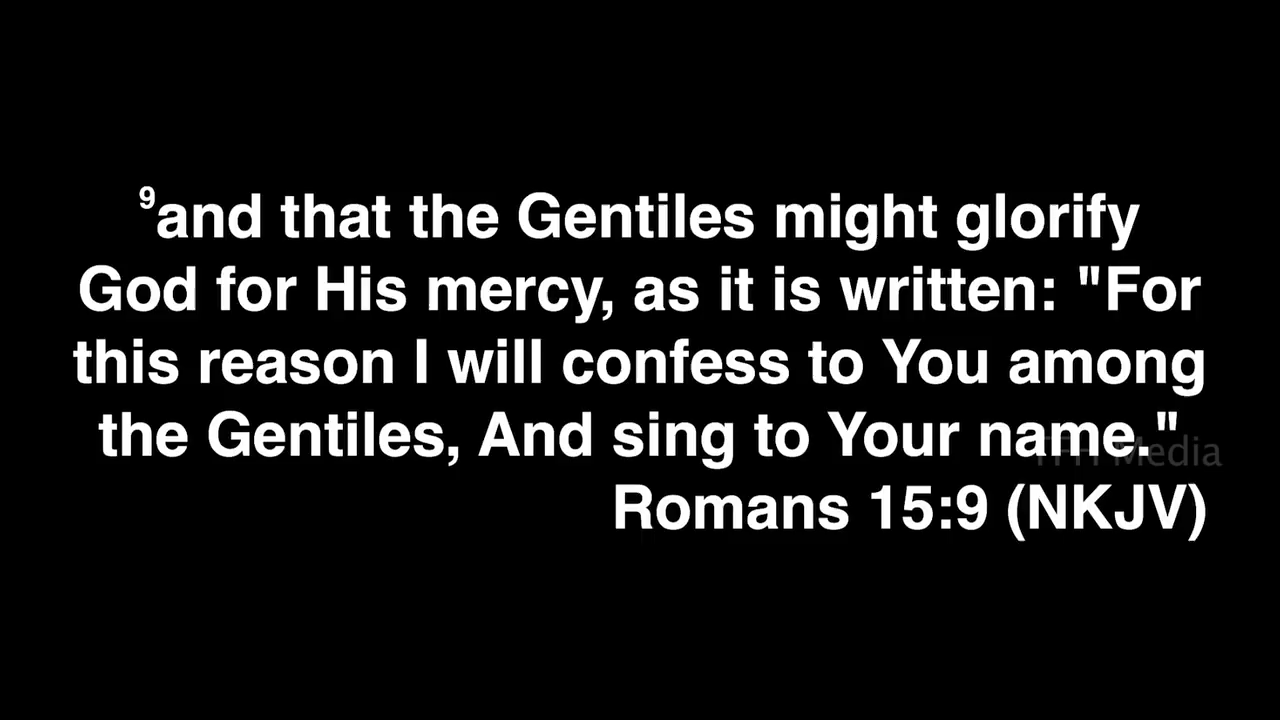 9and that the Gentiles might glorify
God for His mercy, as it is written: "For
this reason I will confess to You among
the Gentiles, And sing to Your name."
Media
Romans 15:9 (NKJV)